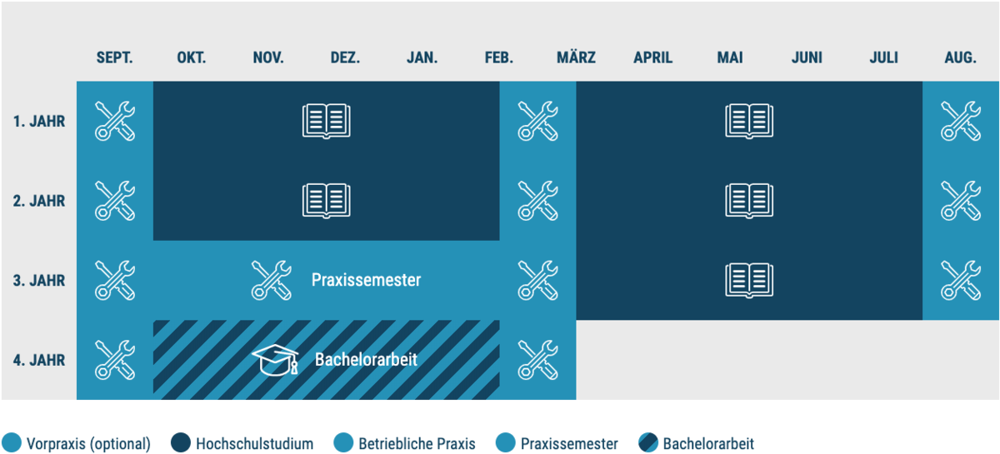 SEPT. OKT. NOV. DEZ. JAN. FEB. MÄRZ APRIL MAI JUNI JULI AUG.
1. JAHR
2. JAHR
3. JAHR Praxissemester
4. JAHR Bachelorarbeit
Vorpraxis (optional) Hochschulstudium Betriebliche Praxis Praxissemester Bachelorarbeit